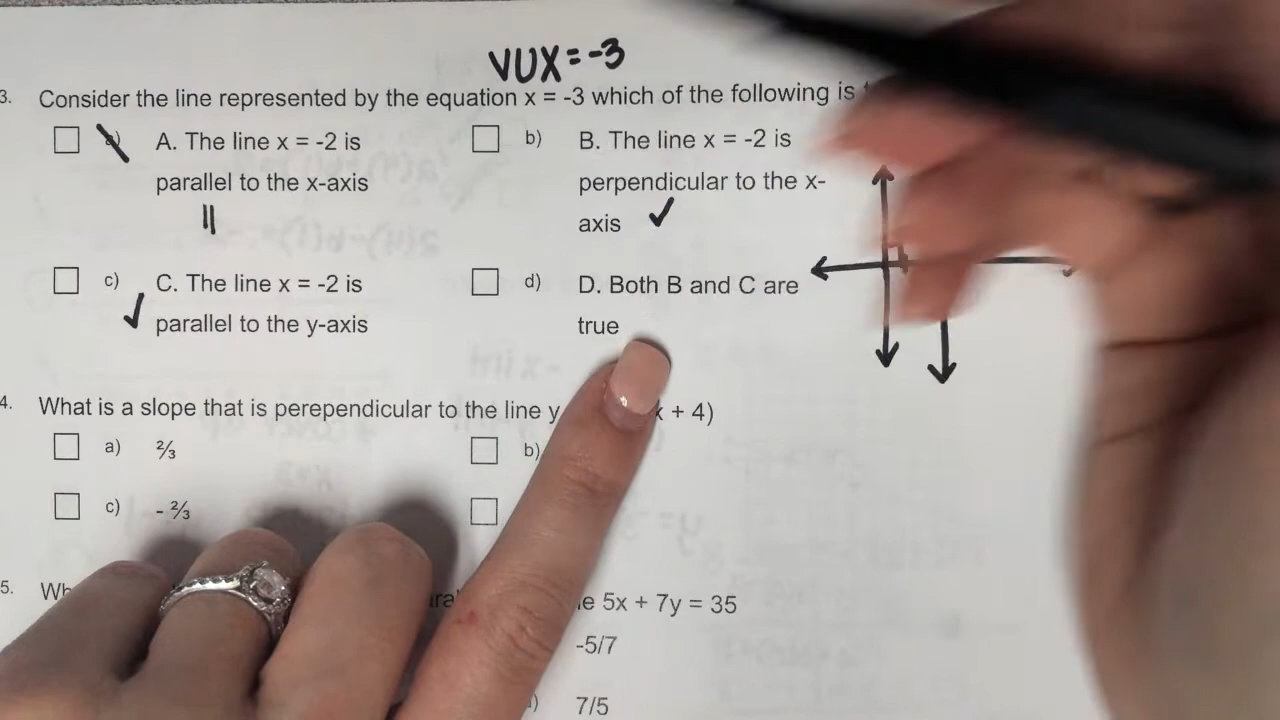 VUX=-3
3. Consider the line represented by the equation x = -3 which of the following is
A. The line x = -2 is
parallel to the x-axis
||
b) B. The line x = -2 is
perpendicular to the x-
axis ✓
c) C. The line x = -2 is
✓ parallel to the y-axis
d) D. Both B and C are
true
4. What is a slope that is perependicular to the line y x + 4)
a) ⅔
b)
c) - ⅔
5. 5x + 7y = 35
-5/7
7/5